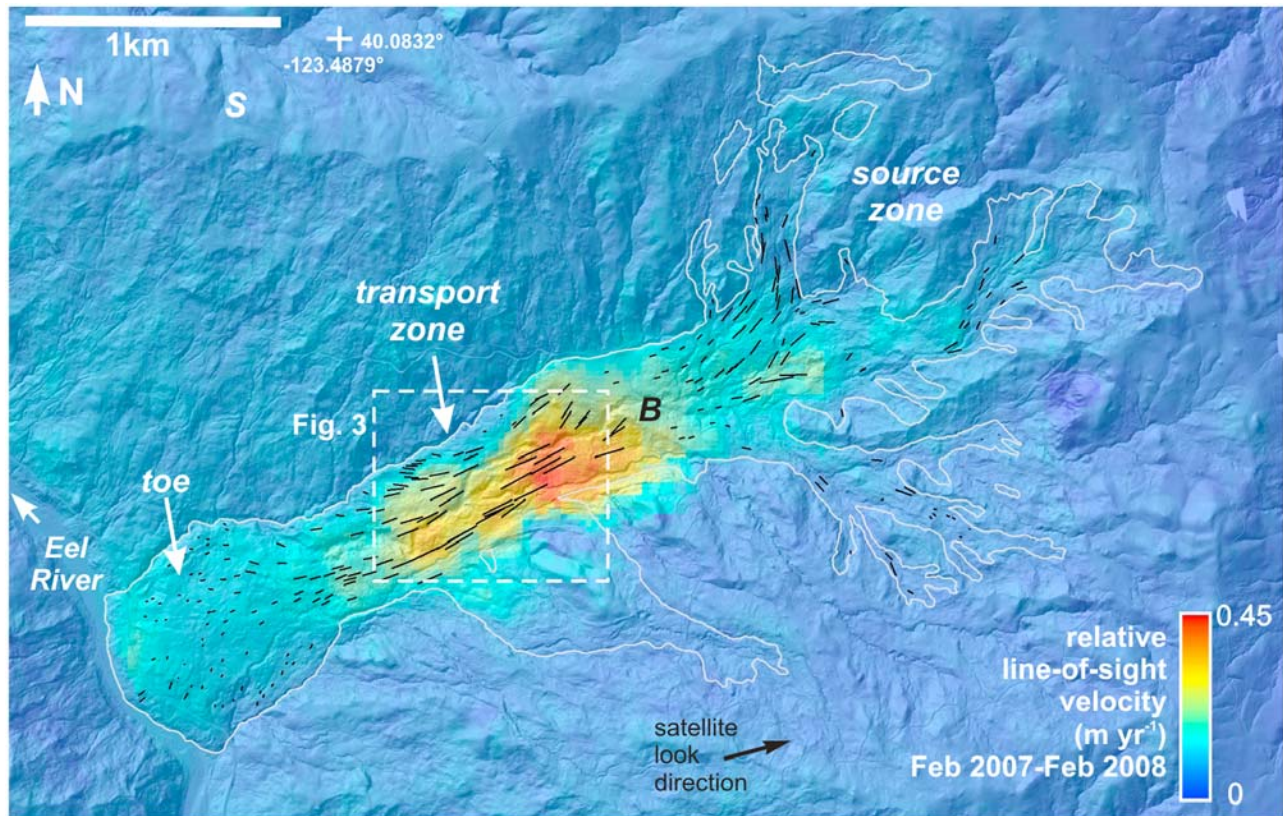 1km
40.0832°
-123.4879°
N
S
source
zone
transport
zone
B
Fig. 3
toe
Eel
River
0.45
relative
line-of-sight
velocity
(m yr⁻¹)
Feb 2007-Feb 2008
0
satellite
look
direction